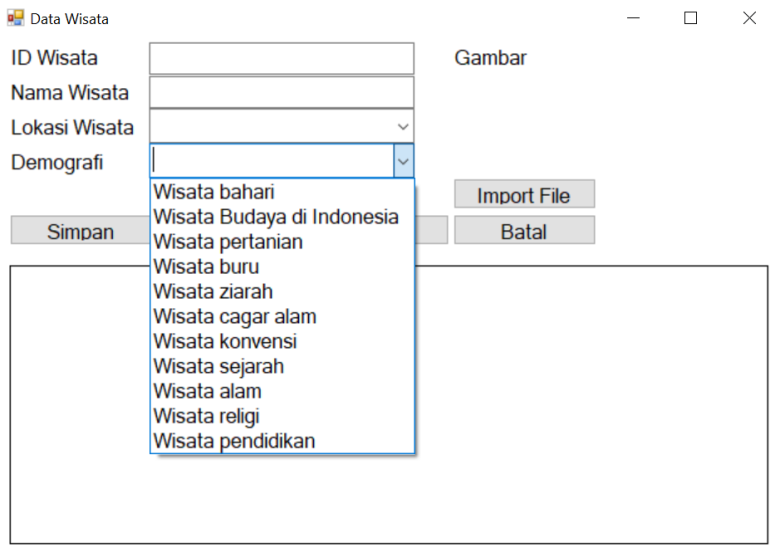 Data Wisata
ID Wisata
Gambar
Nama Wisata
Lokasi Wisata
Demografi
Wisata bahari
Import File
Wisata Budaya di Indonesia
Simpan
Batal
Wisata pertanian
Wisata buru
Wisata ziarah
Wisata cagar alam
Wisata konvensi
Wisata sejarah
Wisata alam
Wisata religi
Wisata pendidikan